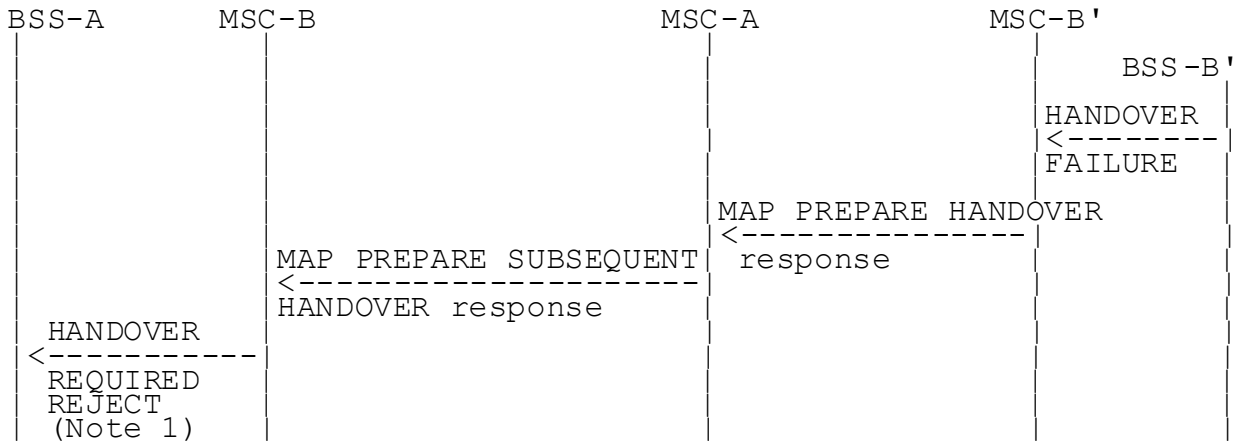 BSS-A MSC-B MSC-A MSC-B'
BSS-B'
HANDOVER
FAILURE
MAP PREPARE HANDOVER
response
MAP PREPARE SUBSEQUENT
HANDOVER response
HANDOVER
REQUIRED
REJECT
(Note 1)